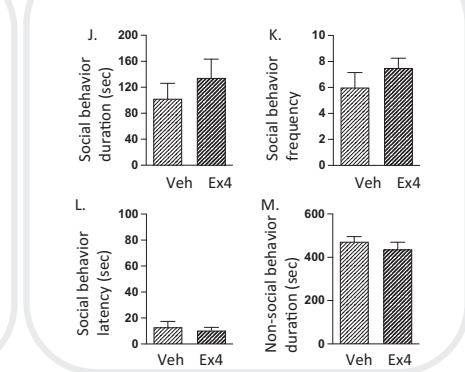 J.
Social behavior
duration (sec)
200
160
120
80
40
0
Veh Ex4
K.
Social behavior
frequency
10
8
6
4
2
0
Veh Ex4
L.
Social behavior
latency (sec)
100
80
60
40
20
0
Veh Ex4
M.
Non-social behavior
duration (sec)
600
400
200
0
Veh Ex4